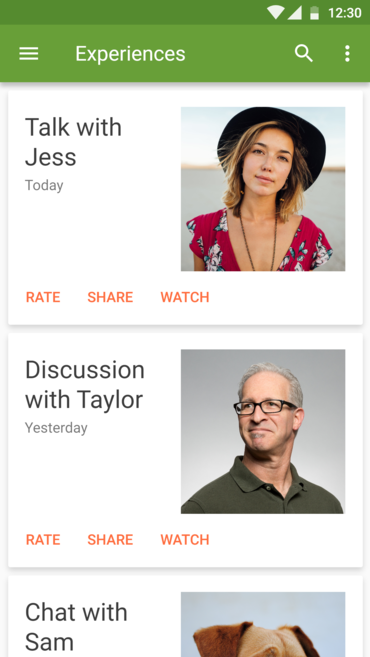 12:30
Experiences
Talk with
Jess
Today
RATE SHARE WATCH
Discussion
with Taylor
Yesterday
RATE SHARE WATCH
Chat with
Sam